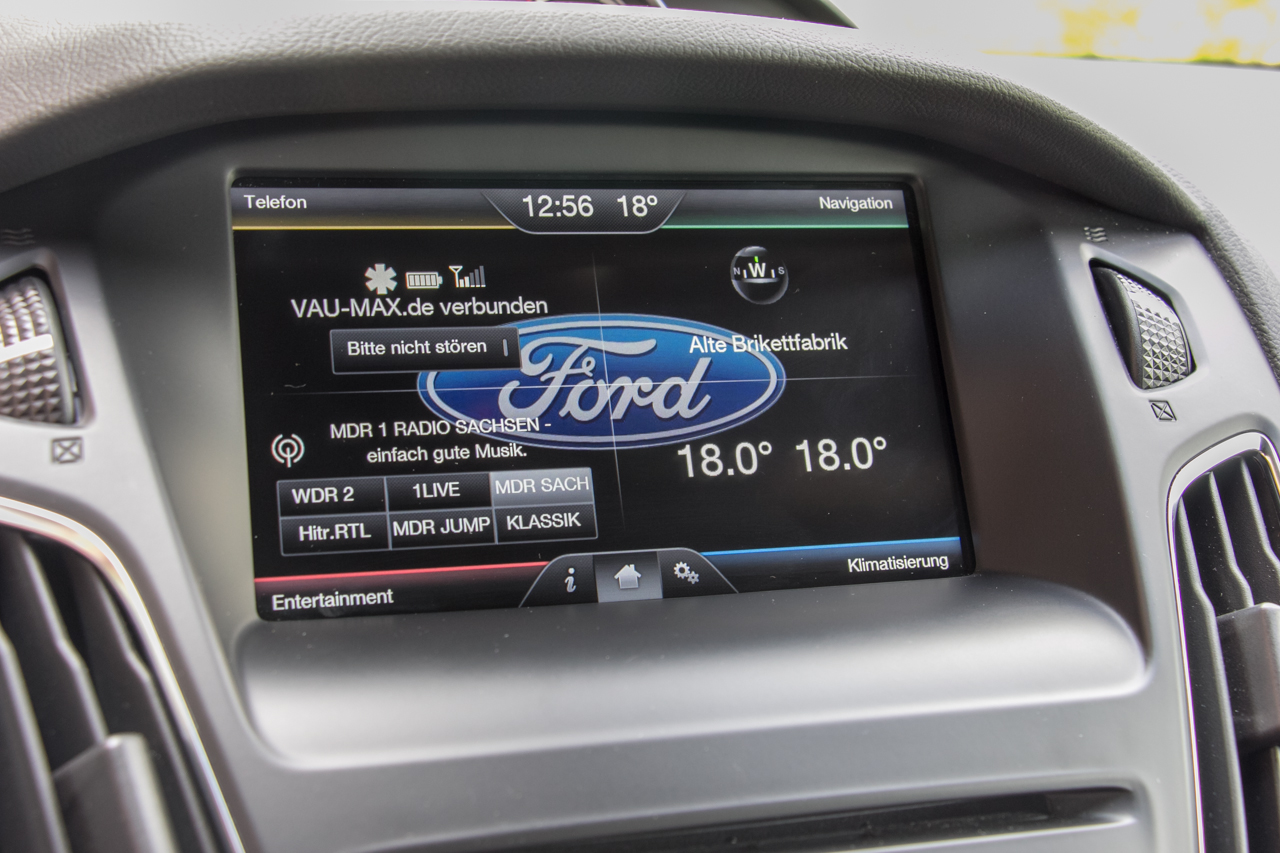 Telefon
12:56 18°
Navigation
N W S
VAU-MAX.de verbunden
Bitte nicht stören
Alte Brikettfabrik
Ford
MDR 1 RADIO SACHSEN -
einfach gute Musik.
18.0° 18.0°
WDR 2 1LIVE MDR SACH
Hitr.RTL MDR JUMP KLASSIK
i
Entertainment
Klimatisierung